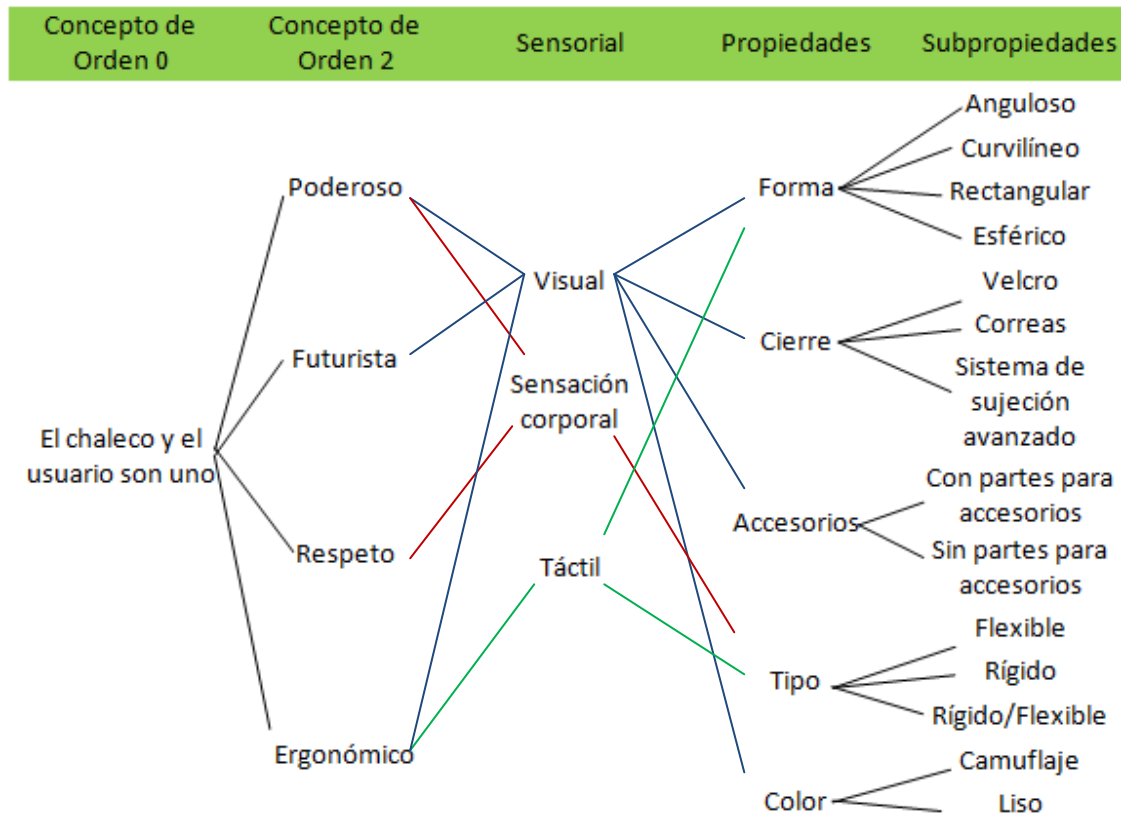 Concepto de
Orden 0
Concepto de
Orden 2
Sensorial
Propiedades
Subpropiedades
El chaleco y el
usuario son uno
Poderoso
Futurista
Respeto
Ergonómico
Visual
Sensación
corporal
Táctil
Forma
Cierre
Accesorios
Tipo
Color
Anguloso
Curvilíneo
Rectangular
Esférico
Velcro
Correas
Sistema de
sujeción
avanzado
Con partes para
accesorios
Sin partes para
accesorios
Flexible
Rígido
Rígido/Flexible
Camuflaje
Liso